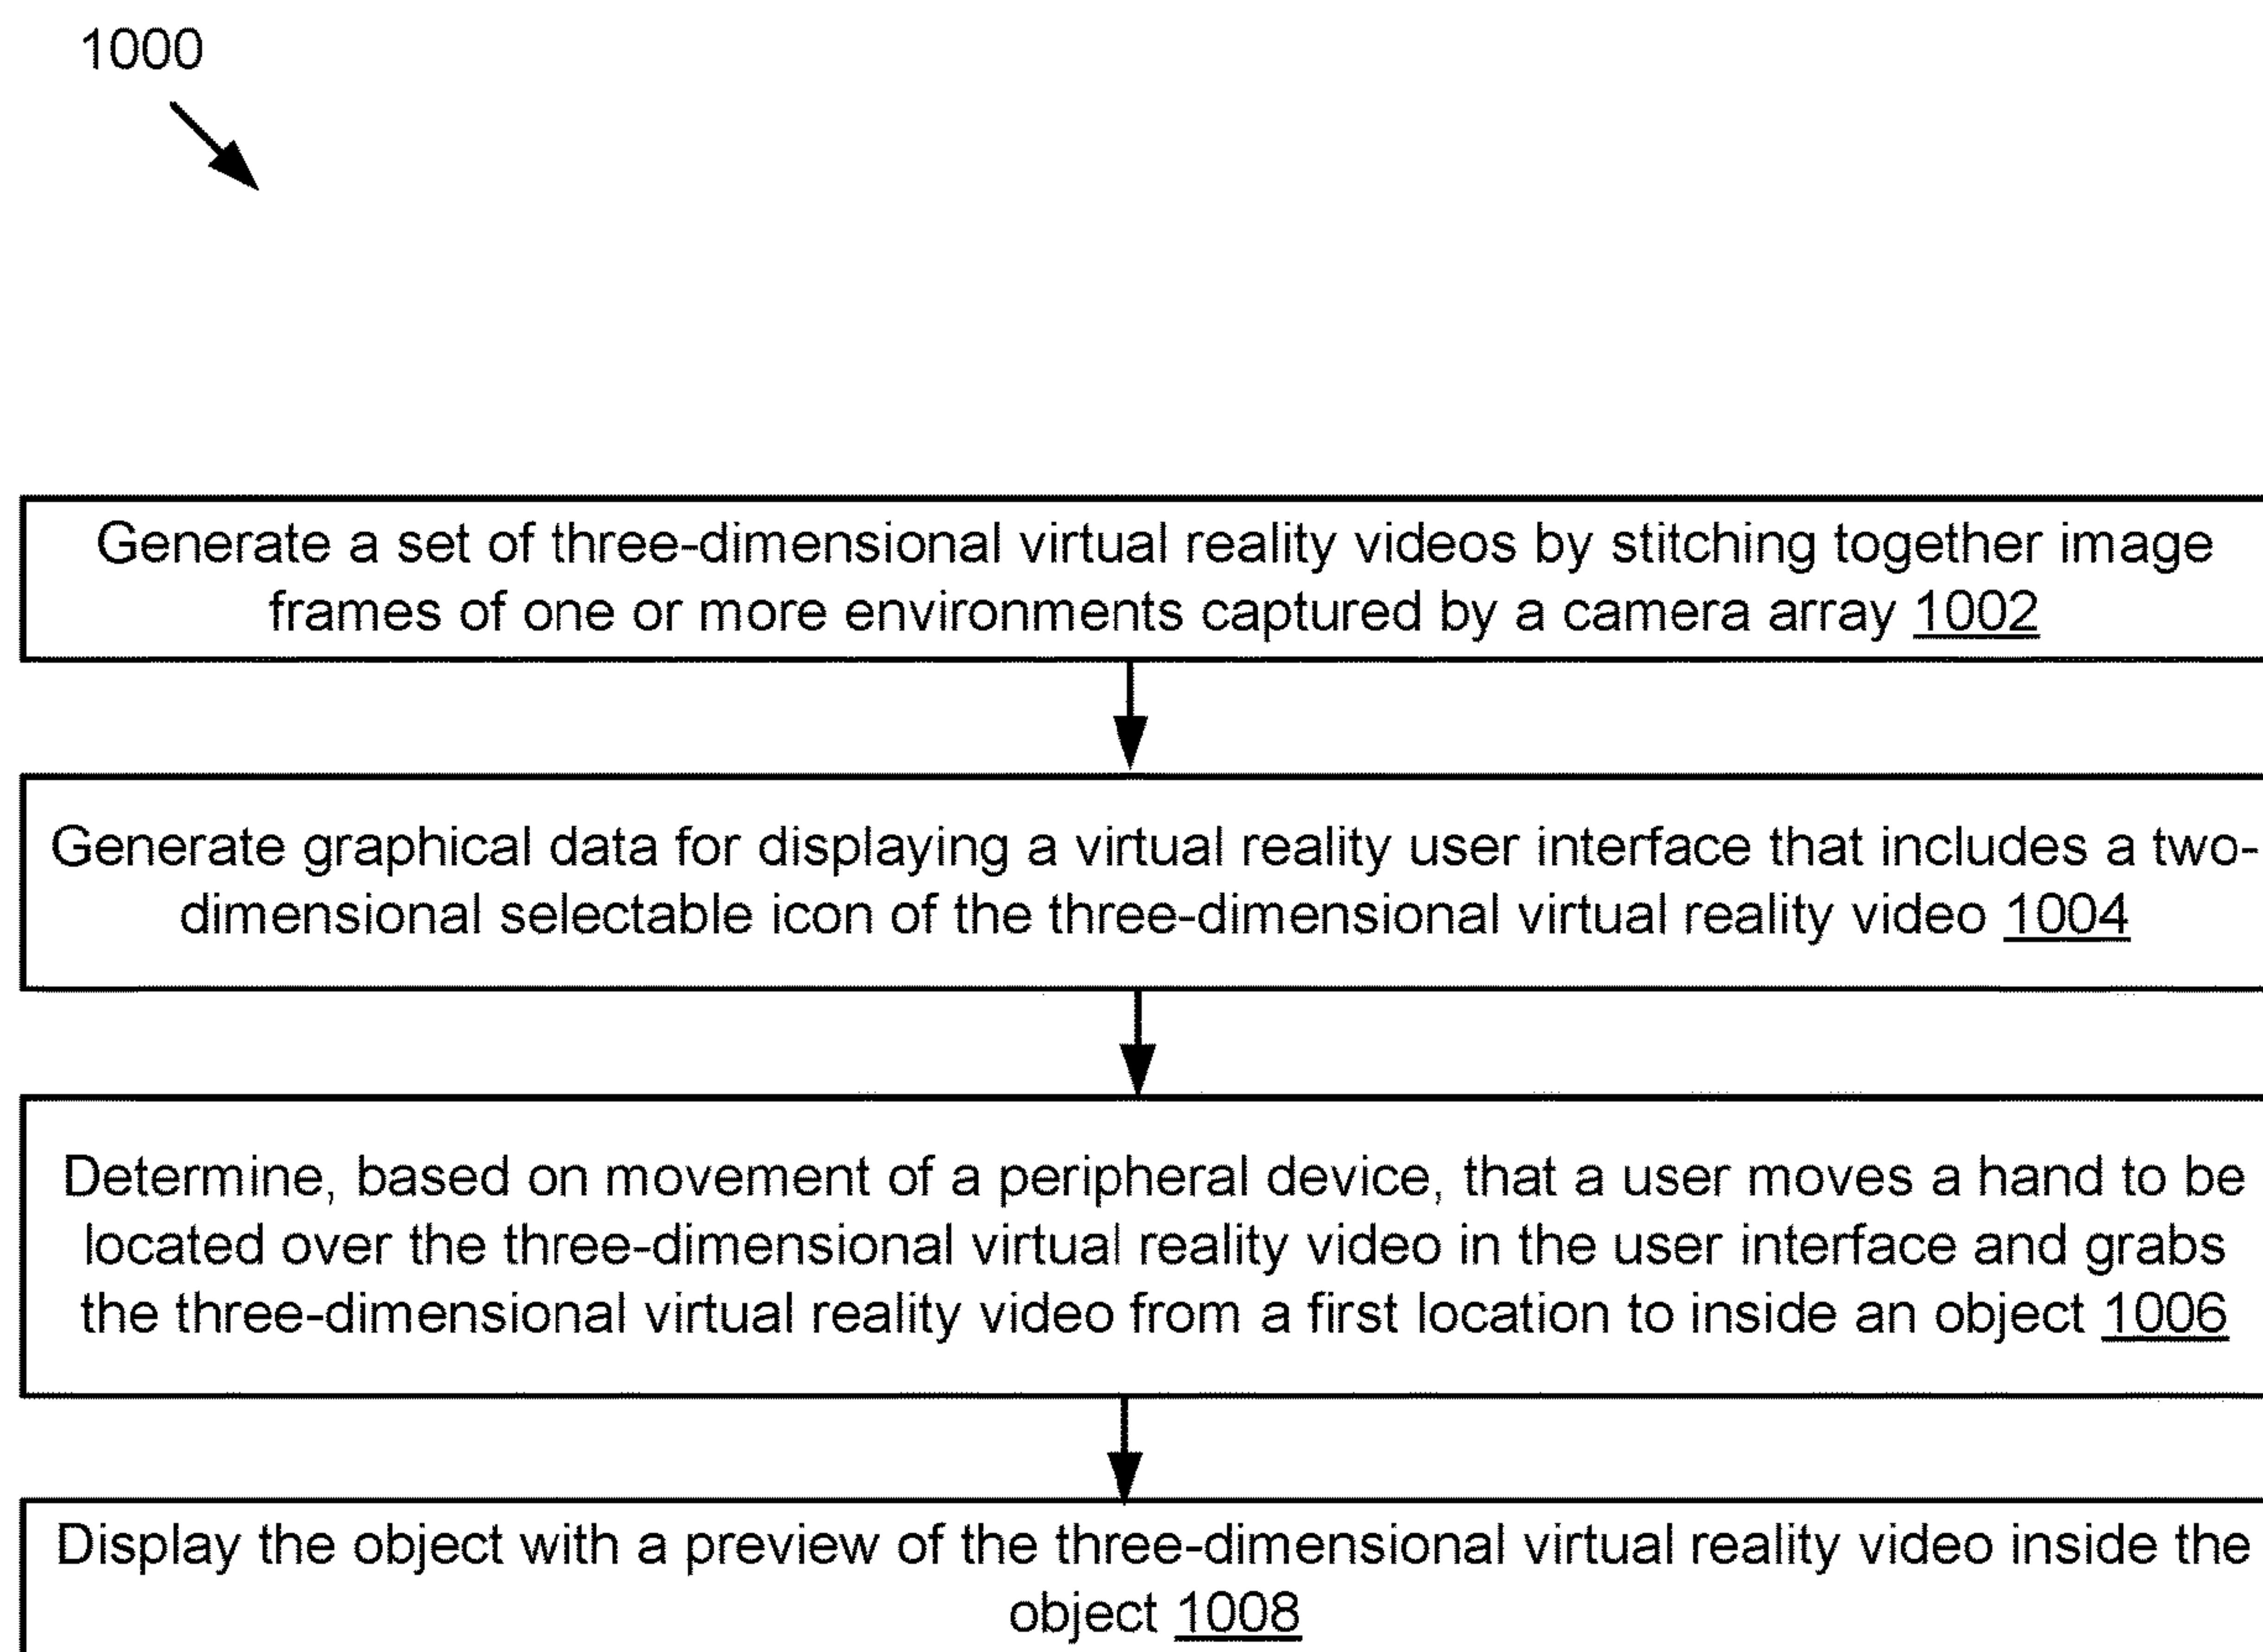 1000
Generate a set of three-dimensional virtual reality videos by stitching together image
frames of one or more environments captured by a camera array 1002
Generate graphical data for displaying a virtual reality user interface that includes a two-
dimensional selectable icon of the three-dimensional virtual reality video 1004
Determine, based on movement of a peripheral device, that a user moves a hand to be
located over the three-dimensional virtual reality video in the user interface and grabs
the three-dimensional virtual reality video from a first location to inside an object 1006
Display the object with a preview of the three-dimensional virtual reality video inside the
object 1008